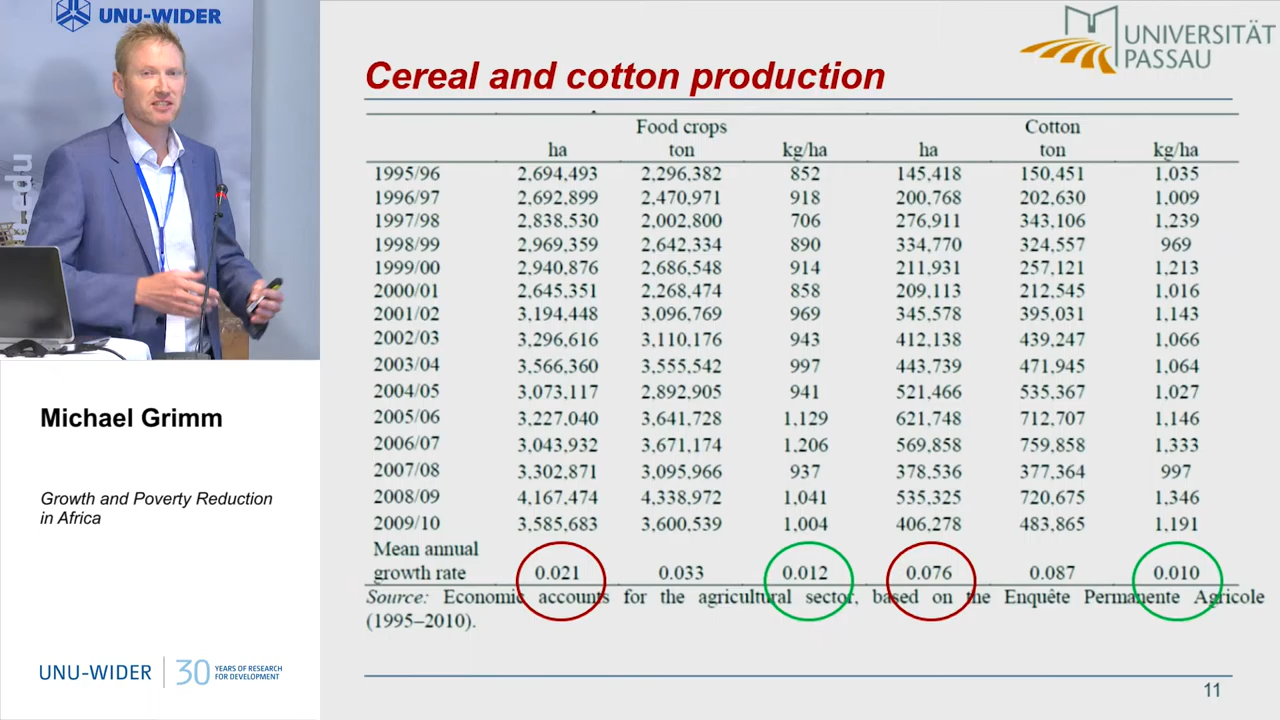 UNU-WIDER
edu
Michael Grimm
Growth and Poverty Reduction
in Africa
UNU-WIDER
30 YEARS OF RESEARCH
FOR DEVELOPMENT
UNIVERSITÄT
PASSAU
Cereal and cotton production
Food crops Cotton
ha ton kg/ha ha ton kg/ha
1995/96 2,694,493 2,296,382 852 145,418 150,451 1,035
1996/97 2,692,899 2,470,971 918 200,768 202,630 1,009
1997/98 2,838,530 2,002,800 706 276,911 343,106 1,239
1998/99 2,969,359 2,642,334 890 334,770 324,557 969
1999/00 2,940,876 2,686,548 914 211,931 257,121 1,213
2000/01 2,645,351 2,268,474 858 209,113 212,545 1,016
2001/02 3,194,448 3,096,769 969 345,578 395,031 1,143
2002/03 3,296,616 3,110,176 943 412,138 439,247 1,066
2003/04 3,566,360 3,555,542 997 443,739 471,945 1,064
2004/05 3,073,117 2,892,905 941 521,466 535,367 1,027
2005/06 3,227,040 3,641,728 1,129 621,748 712,707 1,146
2006/07 3,043,932 3,671,174 1,206 569,858 759,858 1,333
2007/08 3,302,871 3,095,966 937 378,536 377,364 997
2008/09 4,167,474 4,338,972 1,041 535,325 720,675 1,346
2009/10 3,585,683 3,600,539 1,004 406,278 483,865 1,191
Mean annual
growth rate 0.021 0.033 0.012 0.076 0.087 0.010
Source: Economic accounts for the agricultural sector, based on the Enquête Permanente Agricole
(1995–2010).
11